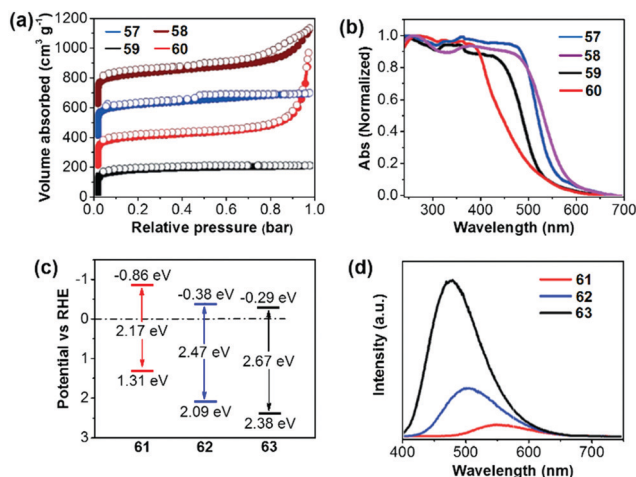 (a)
57
58
59
60
1200
1000
800
600
400
200
0
Volume absorbed (cm³ g⁻¹)
0.0
0.2
0.4
0.6
0.8
1.0
Relative pressure (bar)
(b)
57
58
59
60
1.0
0.8
0.6
0.4
0.2
0.0
Abs (Normalized)
300
400
500
600
700
Wavelength (nm)
(c)
-1
0
1
2
3
Potential vs RHE
-0.86 eV
2.17 eV
1.31 eV
-0.38 eV
2.47 eV
2.09 eV
-0.29 eV
2.67 eV
2.38 eV
61
62
63
(d)
61
62
63
Intensity (a.u.)
400
500
600
700
Wavelength (nm)